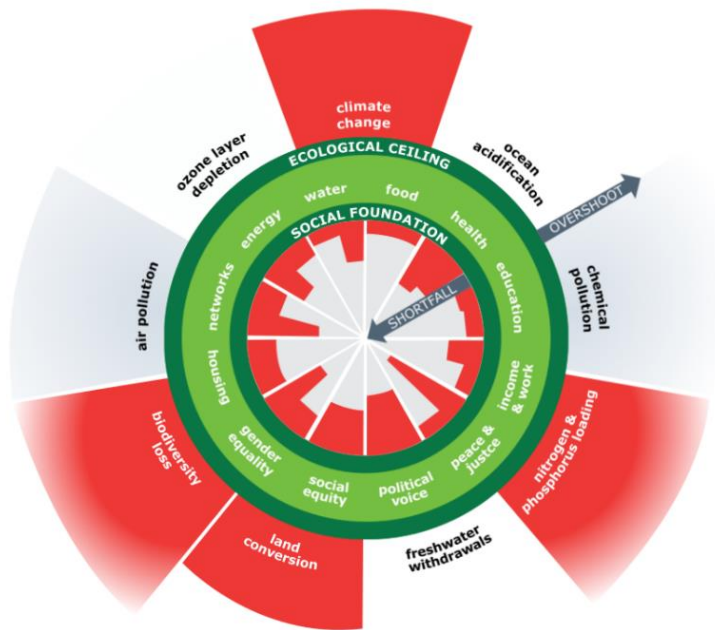 climate
change
ozone layer
depletion
ocean
acidification
ECOLOGICAL CEILING
OVERSHOOT
water
food
energy
health
SOCIAL FOUNDATION
networks
education
SHORTFALL
air pollution
chemical
pollution
housing
income
& work
biodiversity
loss
gender
equality
peace &
justce
nitrogen &
phosphorus loading
social
equity
political
voice
land
conversion
freshwater
withdrawals